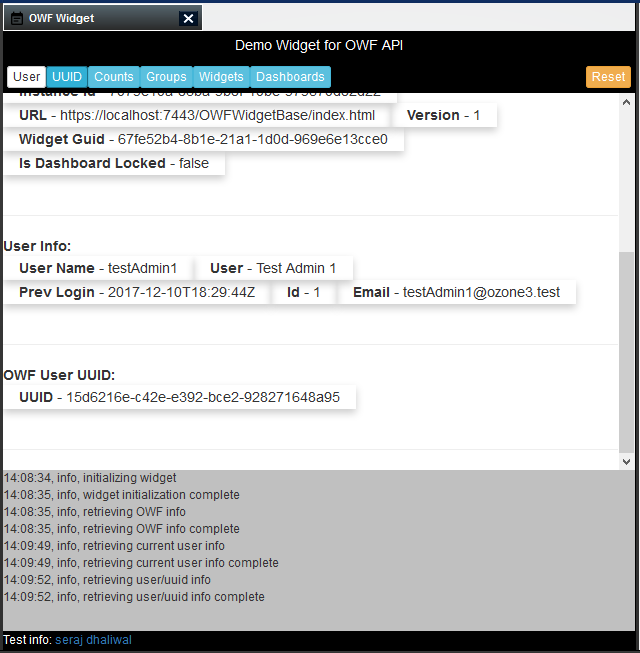 OWF Widget
Demo Widget for OWF API
User UUID Counts Groups Widgets Dashboards Reset
Instance Id -
URL - https://localhost:7443/OWFWidgetBase/index.html Version - 1
Widget Guid - 67fe52b4-8b1e-21a1-1d0d-969e6e13cce0
Is Dashboard Locked - false
User Info:
User Name - testAdmin1 User - Test Admin 1
Prev Login - 2017-12-10T18:29:44Z Id - 1 Email - testAdmin1@ozone3.test
OWF User UUID:
UUID - 15d6216e-c42e-e392-bce2-928271648a95
14:08:34, info, initializing widget
14:08:35, info, widget initialization complete
14:08:35, info, retrieving OWF info
14:08:35, info, retrieving OWF info complete
14:09:49, info, retrieving current user info
14:09:49, info, retrieving current user info complete
14:09:52, info, retrieving user/uuid info
14:09:52, info, retrieving user/uuid info complete
Test info: seraj dhaliwal